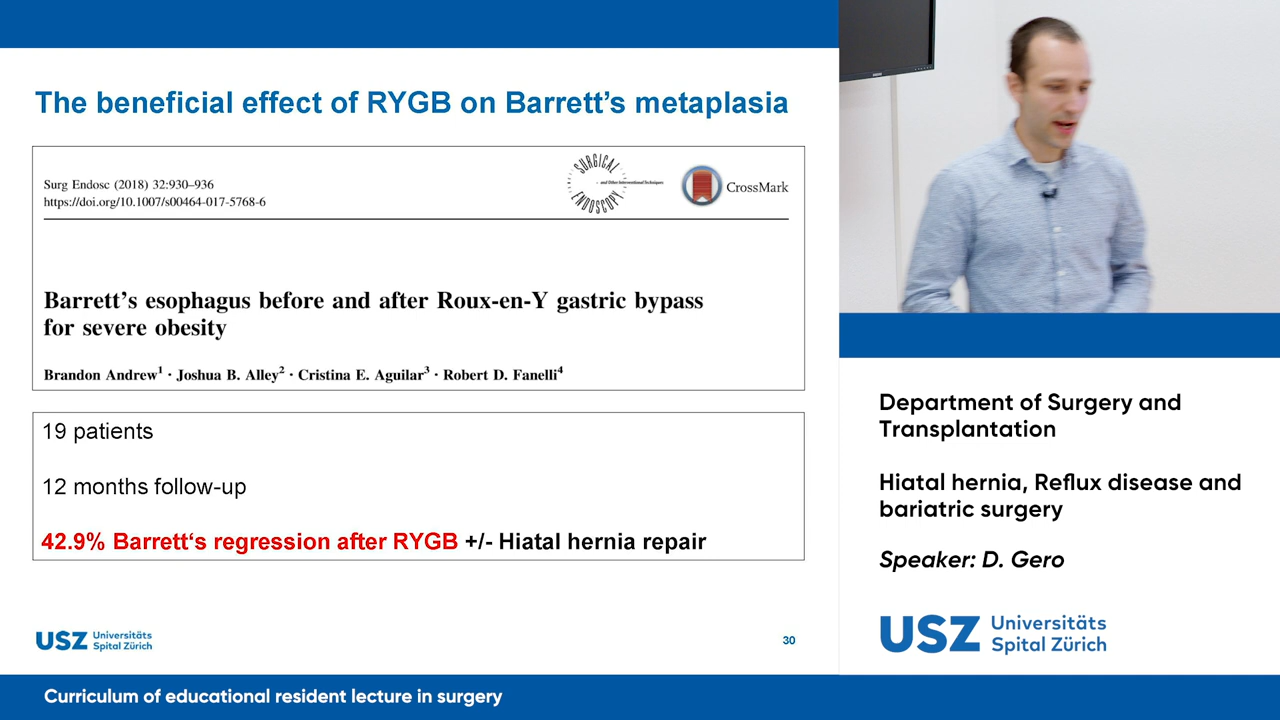 The beneficial effect of RYGB on Barrett’s metaplasia
Surg Endosc (2018) 32:930–936
https://doi.org/10.1007/s00464-017-5768-6
SURGICAL
and Other Interventional Techniques
ENDOSCOPY
CrossMark
Barrett’s esophagus before and after Roux-en-Y gastric bypass
for severe obesity
Brandon Andrew1 · Joshua B. Alley2 · Cristina E. Aguilar3 · Robert D. Fanelli4
19 patients
12 months follow-up
42.9% Barrett‘s regression after RYGB +/- Hiatal hernia repair
USZ Universitäts
Spital Zürich
30
Department of Surgery and
Transplantation
Hiatal hernia, Reflux disease and
bariatric surgery
Speaker: D. Gero
USZ Universitäts
Spital Zürich
Curriculum of educational resident lecture in surgery